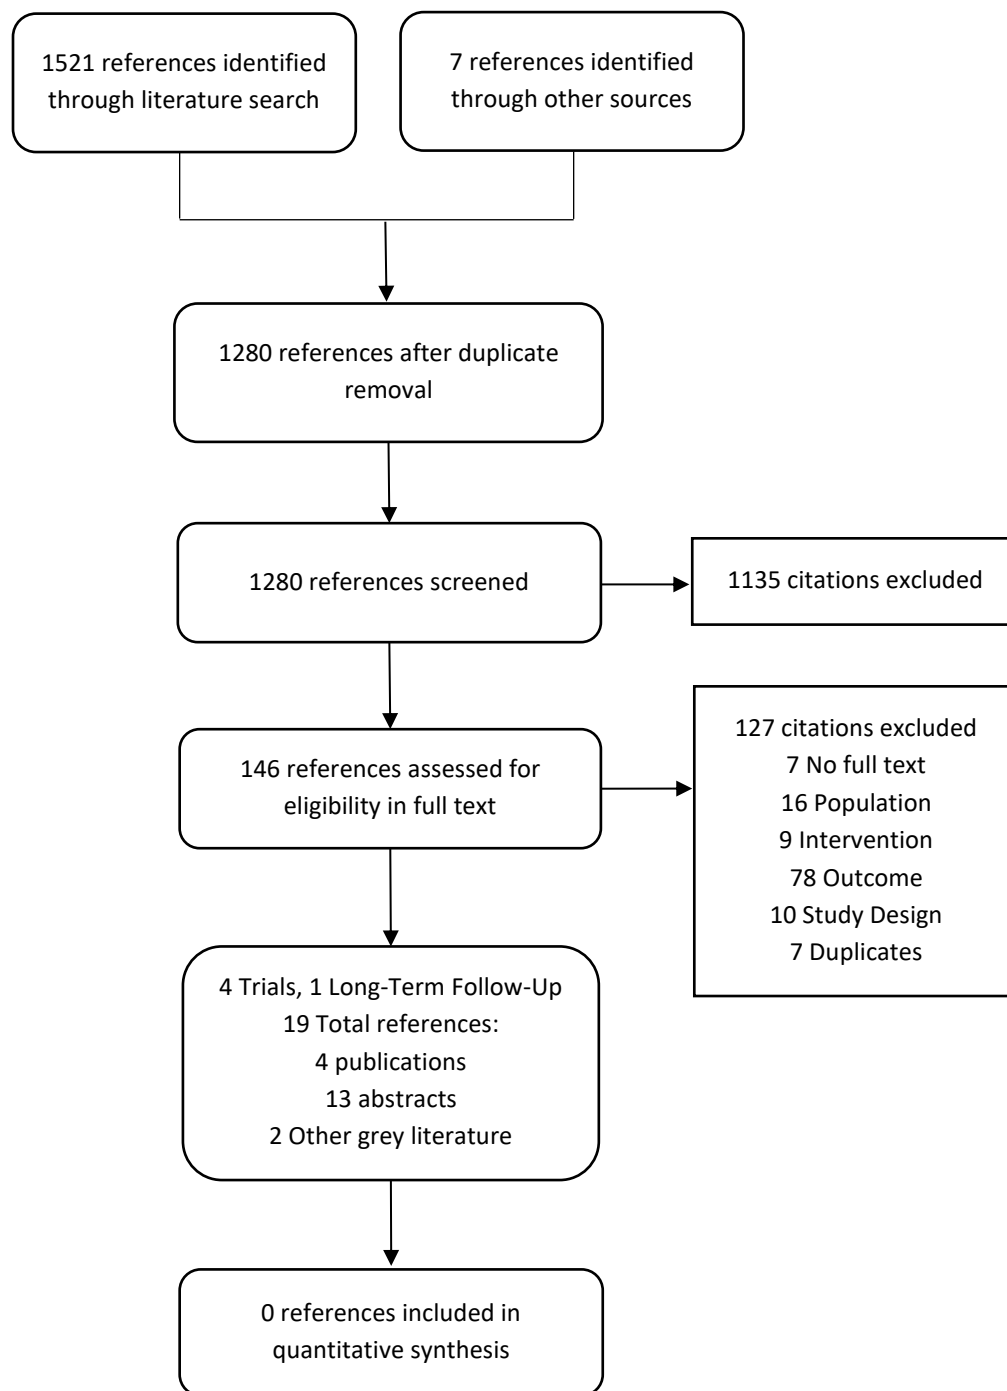 1521 references identified
through literature search
7 references identified
through other sources
1280 references after duplicate
removal
1280 references screened
1135 citations excluded
146 references assessed for
eligibility in full text
127 citations excluded
7 No full text
16 Population
9 Intervention
78 Outcome
10 Study Design
7 Duplicates
4 Trials, 1 Long-Term Follow-Up
19 Total references:
4 publications
13 abstracts
2 Other grey literature
0 references included in
quantitative synthesis